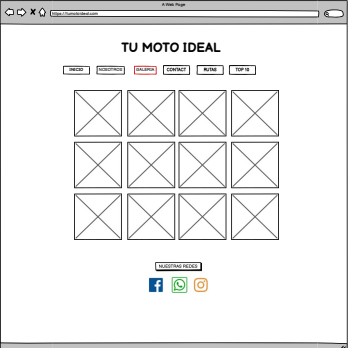 A Web Page
https://tumotoideal.com
TU MOTO IDEAL
INICIO NOSOTROS GALERIA CONTACT RUTAS TOP 10
NUESTRAS REDES